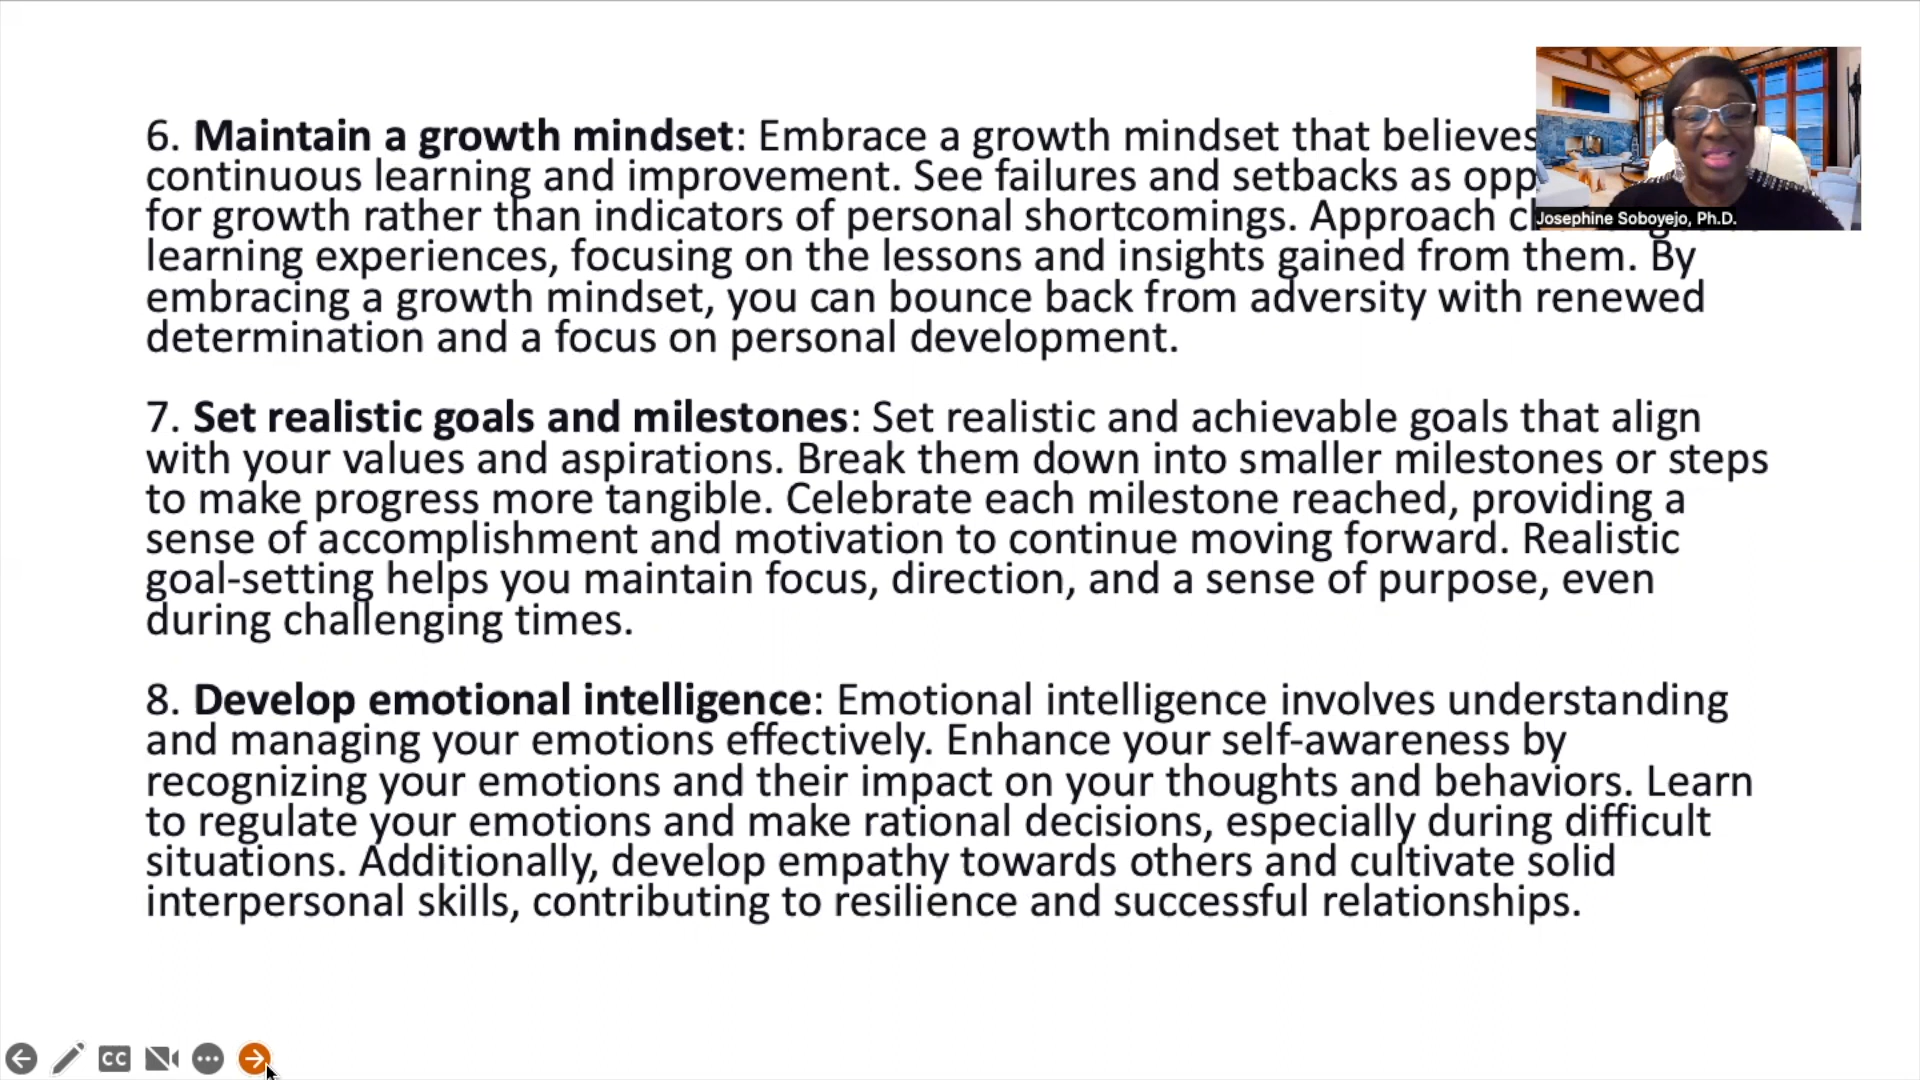 6. Maintain a growth mindset: Embrace a growth mindset that believes
continuous learning and improvement. See failures and setbacks as
for growth rather than indicators of personal shortcomings. Approach
learning experiences, focusing on the lessons and insights gained from them. By
embracing a growth mindset, you can bounce back from adversity with renewed
determination and a focus on personal development.
7. Set realistic goals and milestones: Set realistic and achievable goals that align
with your values and aspirations. Break them down into smaller milestones or steps
to make progress more tangible. Celebrate each milestone reached, providing a
sense of accomplishment and motivation to continue moving forward. Realistic
goal-setting helps you maintain focus, direction, and a sense of purpose, even
during challenging times.
8. Develop emotional intelligence: Emotional intelligence involves understanding
and managing your emotions effectively. Enhance your self-awareness by
recognizing your emotions and their impact on your thoughts and behaviors. Learn
to regulate your emotions and make rational decisions, especially during difficult
situations. Additionally, develop empathy towards others and cultivate solid
interpersonal skills, contributing to resilience and successful relationships.
Josephine Soboyejo, Ph.D.
CC